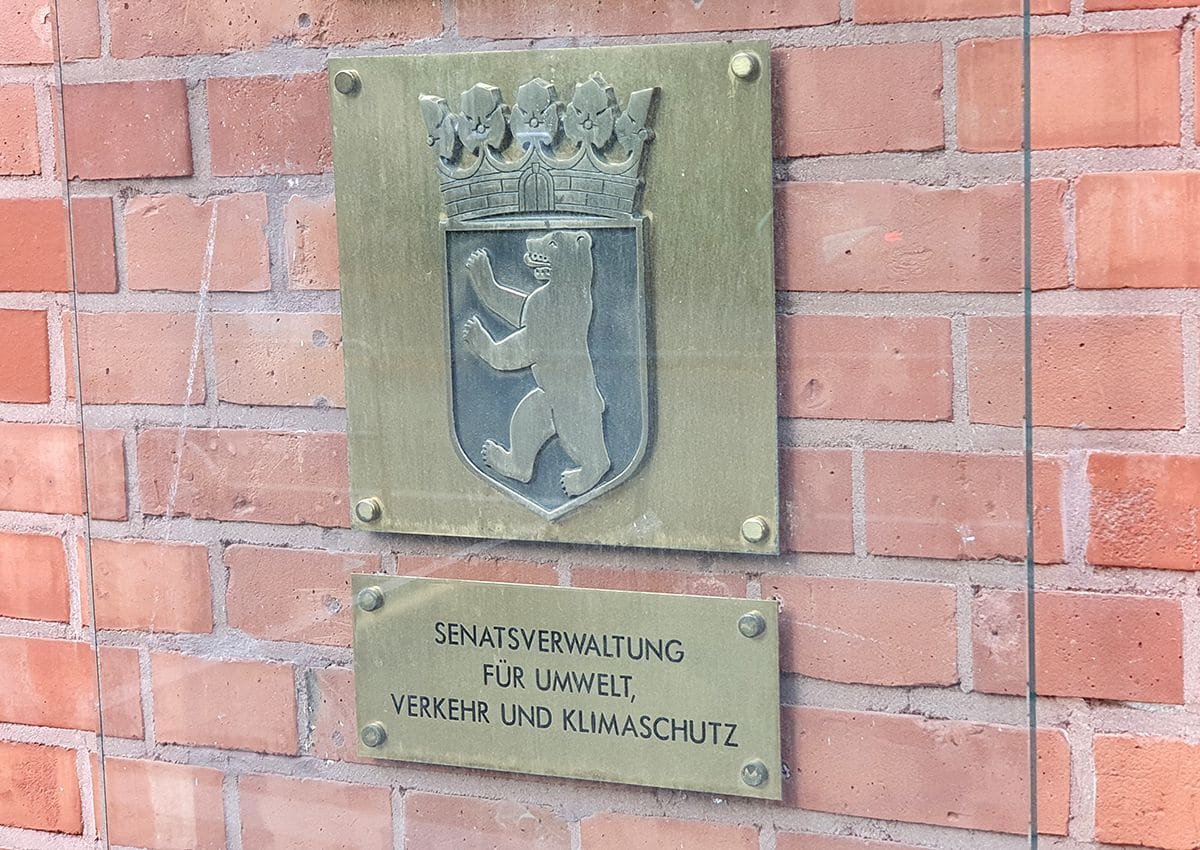 SENATSVERWALTUNG
FÜR UMWELT,
VERKEHR UND KLIMASCHUTZ